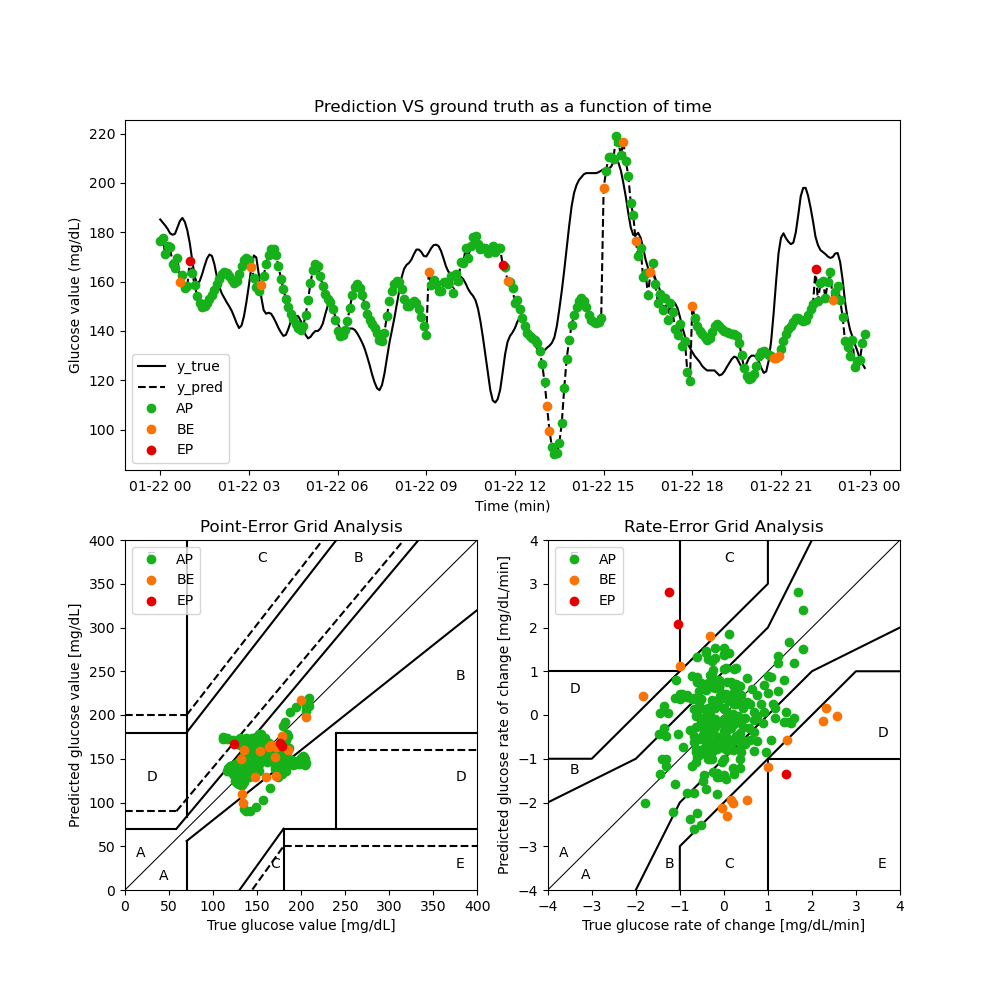 Prediction VS ground truth as a function of time
Glucose value (mg/dL)
220
200
180
160
140
120
100
y_true
y_pred
AP
BE
EP
01-22 00 01-22 03 01-22 06 01-22 09 01-22 12 01-22 15 01-22 18 01-22 21 01-23 00
Time (min)
Point-Error Grid Analysis
Predicted glucose value [mg/dL]
400
350
300
250
200
150
100
50
0
AP
BE
EP
C
B
B
D
D
A
A
C
E
0 50 100 150 200 250 300 350 400
True glucose value [mg/dL]
Rate-Error Grid Analysis
Predicted glucose rate of change [mg/dL/min]
4
3
2
1
0
−1
−2
−3
−4
AP
BE
EP
C
D
D
B
A
A
B
C
E
−4 −3 −2 −1 0 1 2 3 4
True glucose rate of change [mg/dL/min]